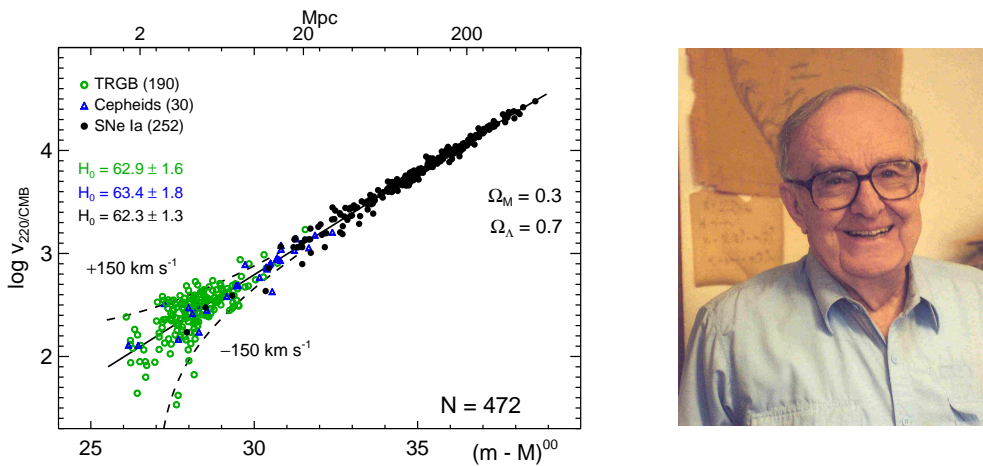 Mpc
2 20 200
TRGB (190)
Cepheids (30)
SNe Ia (252)
H₀ = 62.9 ± 1.6
H₀ = 63.4 ± 1.8
H₀ = 62.3 ± 1.3
Ω_M = 0.3
Ω_Λ = 0.7
+150 km s⁻¹
−150 km s⁻¹
N = 472
log v₂₂₀/CMB
4
3
2
25 30 35 (m - M)⁰⁰